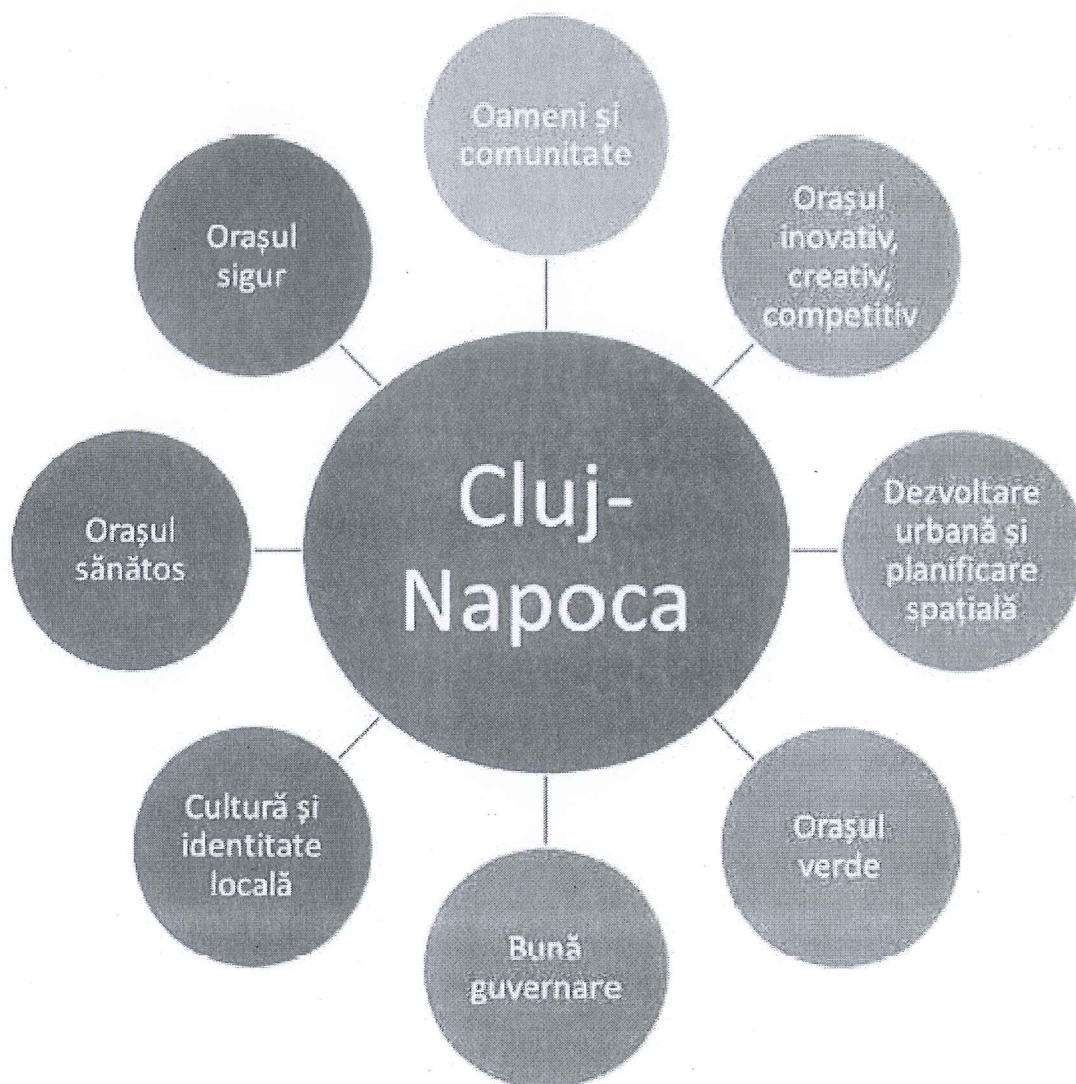 Oameni și
comunitate
Orașul
inovativ,
creativ,
competitiv
Dezvoltare
urbană și
planificare
spațială
Orașul
verde
Bună
guvernare
Cultură și
identitate
locală
Orașul
sănătos
Orașul
sigur
Cluj-
Napoca